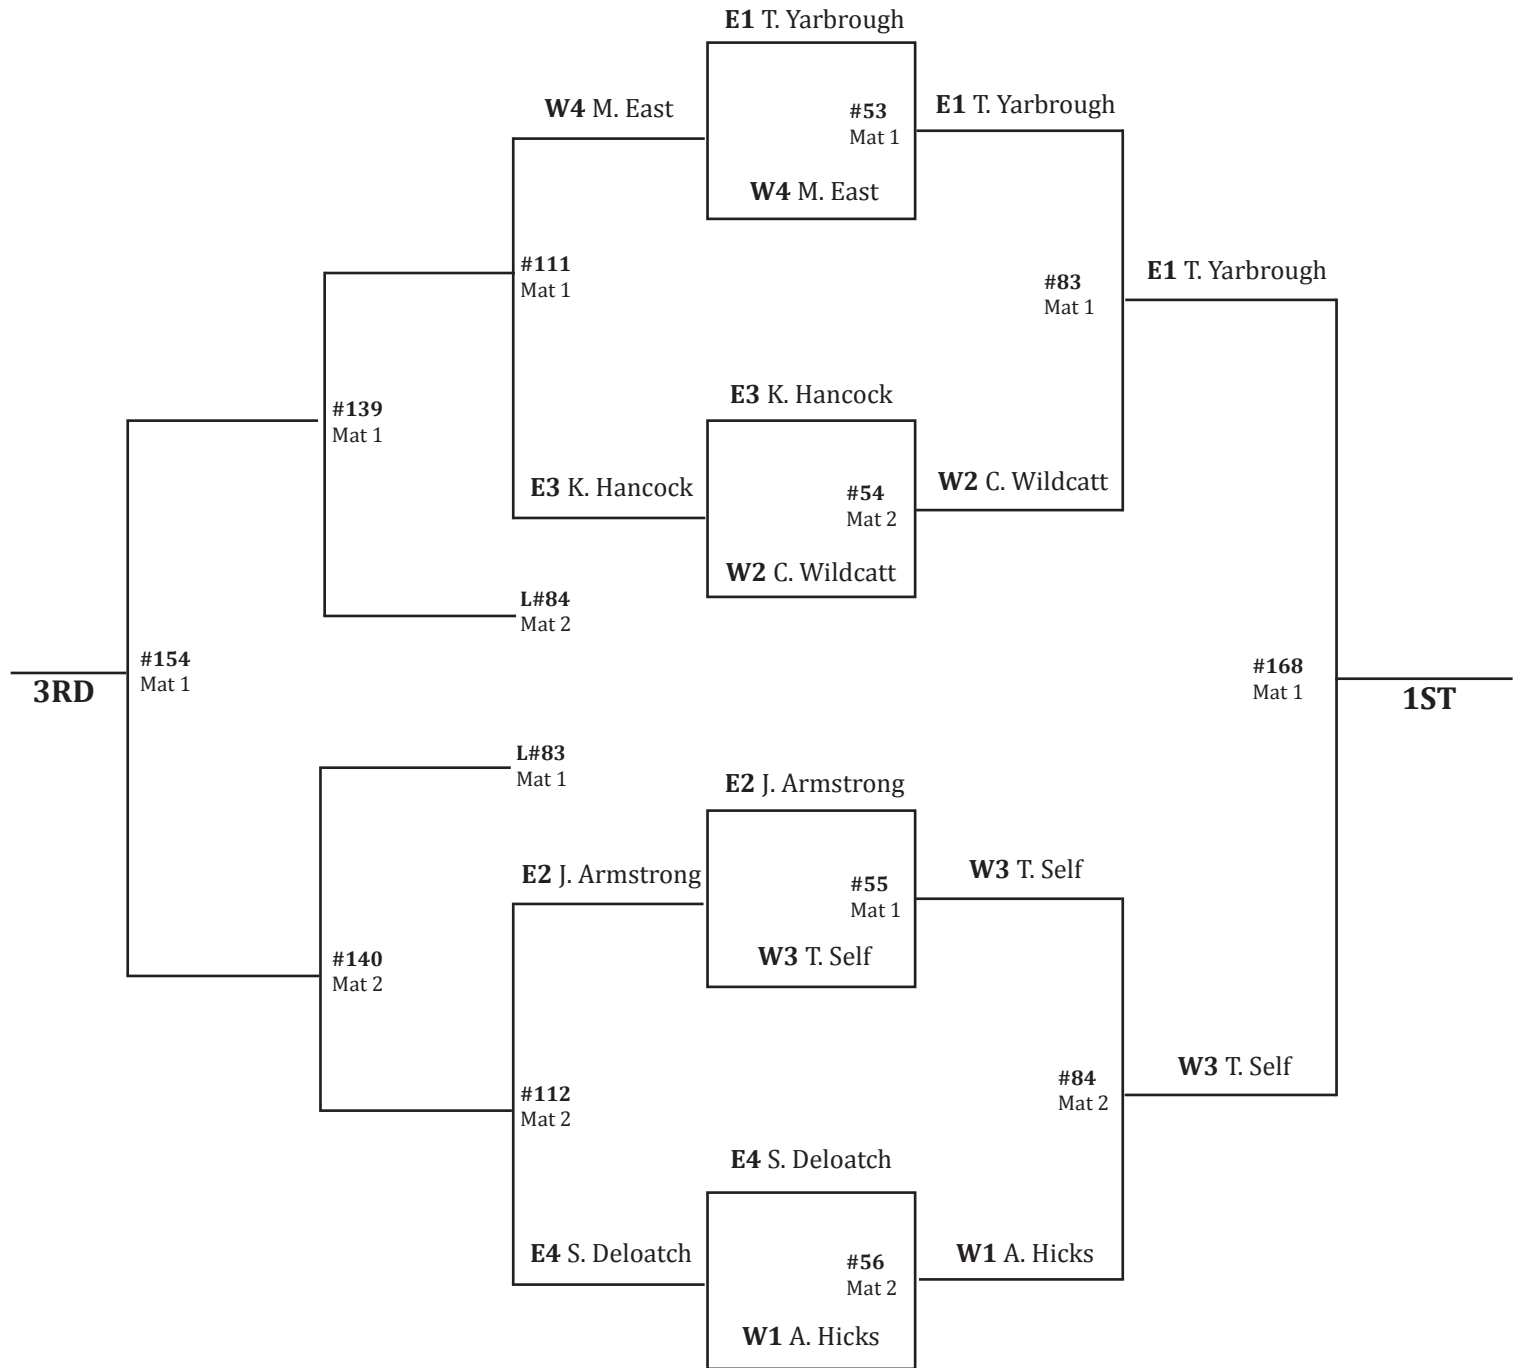 E1 T. Yarbrough
W4 M. East
#53
Mat 1
E1 T. Yarbrough
W4 M. East
#111
Mat 1
#83
Mat 1
E1 T. Yarbrough
E3 K. Hancock
#139
Mat 1
E3 K. Hancock
#54
Mat 2
W2 C. Wildcatt
W2 C. Wildcatt
L#84
Mat 2
#154
Mat 1
3RD
#168
Mat 1
1ST
L#83
Mat 1
E2 J. Armstrong
E2 J. Armstrong
#55
Mat 1
W3 T. Self
W3 T. Self
#140
Mat 2
#112
Mat 2
#84
Mat 2
W3 T. Self
E4 S. Deloatch
E4 S. Deloatch
#56
Mat 2
W1 A. Hicks
W1 A. Hicks